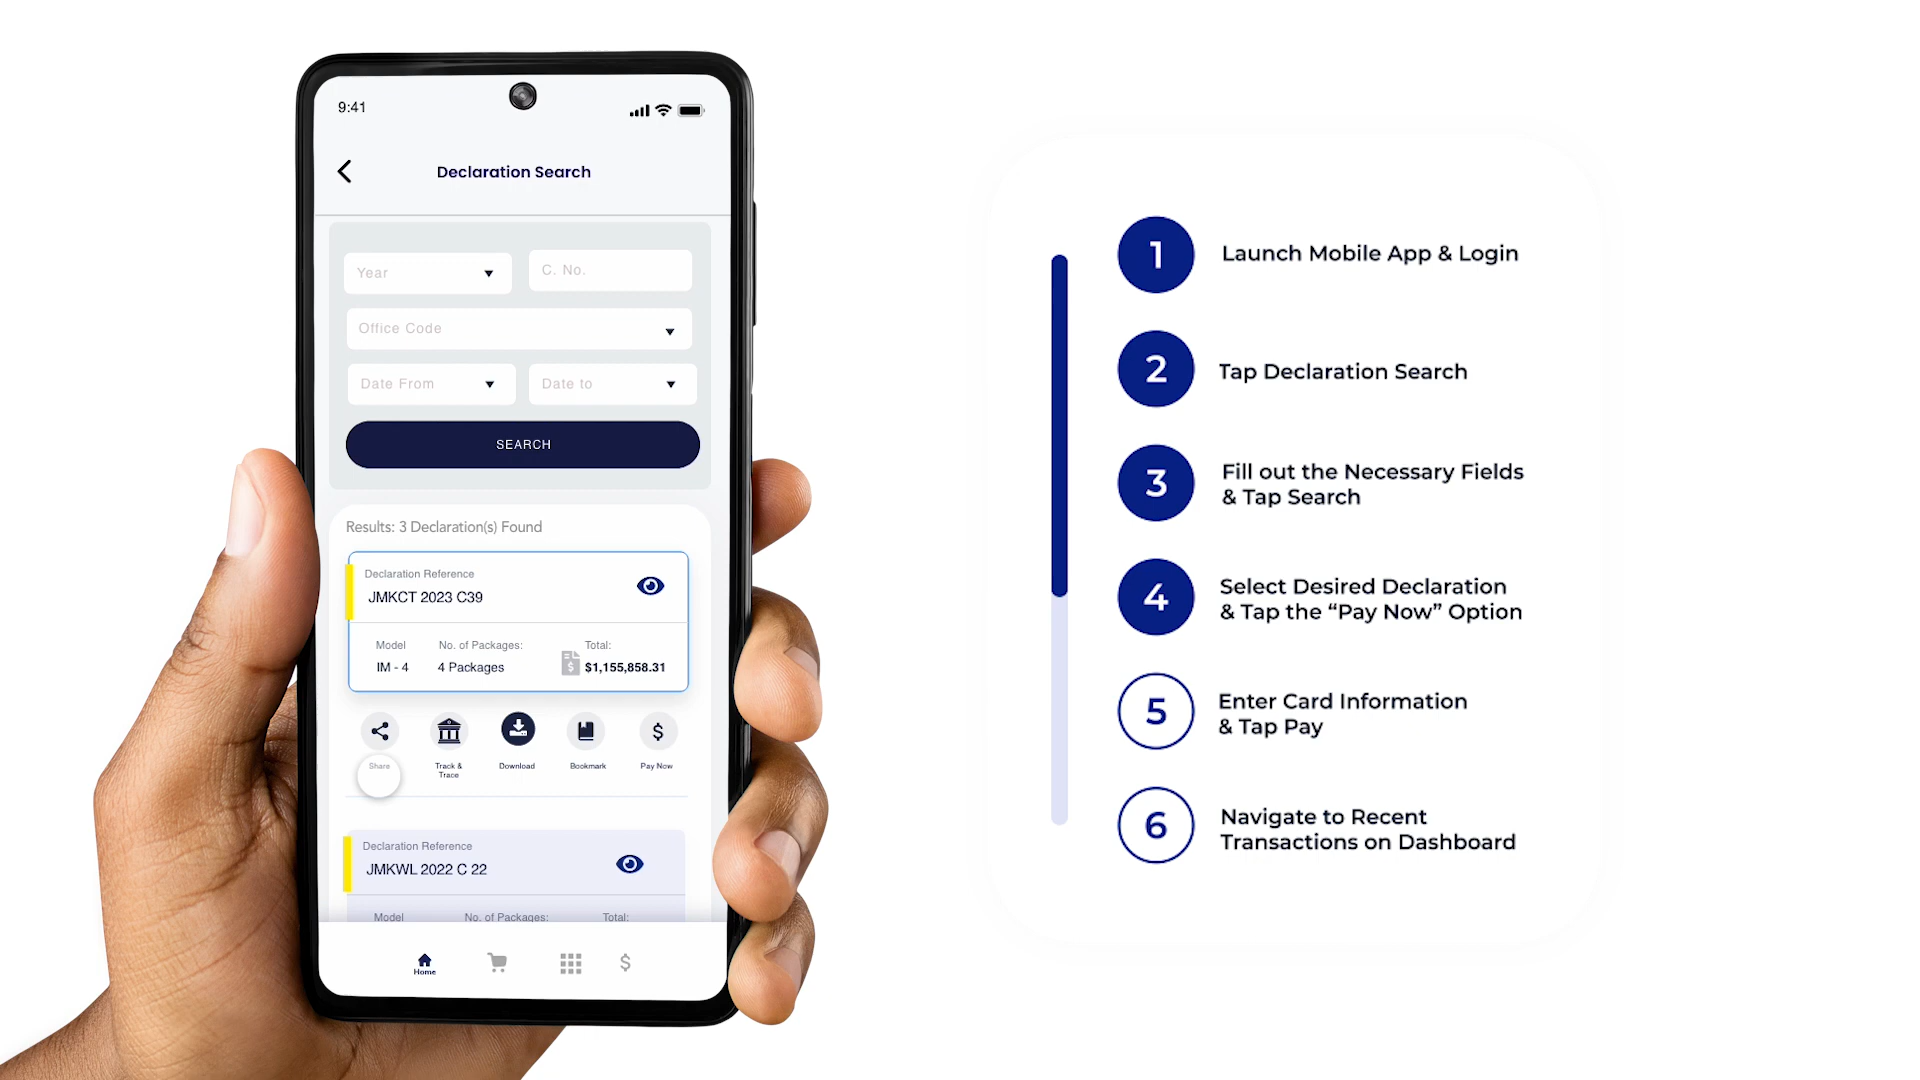 9:41
Declaration Search
Year
C. No.
Office Code
Date From
Date to
SEARCH
Results: 3 Declaration(s) Found
Declaration Reference
JMKCT 2023 C39
Model
No. of Packages:
Total:
IM - 4
4 Packages
$1,155,858.31
Share
Track &
Trace
Download
Bookmark
$
Pay Now
Declaration Reference
JMKWL 2022 C 22
Model
No. of Packages:
Total:
Home
$
1
Launch Mobile App & Login
2
Tap Declaration Search
3
Fill out the Necessary Fields
& Tap Search
4
Select Desired Declaration
& Tap the “Pay Now” Option
5
Enter Card Information
& Tap Pay
6
Navigate to Recent
Transactions on Dashboard